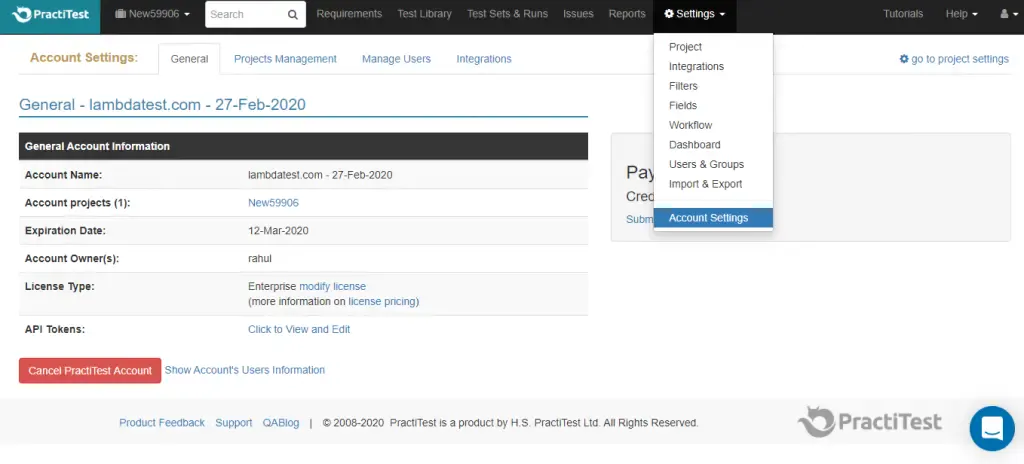 PractiTest New59906 Search Requirements Test Library Test Sets & Runs Issues Reports Settings Tutorials Help
Account Settings: General Projects Management Manage Users Integrations go to project settings
Project
Integrations
Filters
Fields
Workflow
Dashboard
Users & Groups
Import & Export
Account Settings
General - lambdatest.com - 27-Feb-2020
General Account Information
Account Name: lambdatest.com - 27-Feb-2020
Account projects (1): New59906
Expiration Date: 12-Mar-2020
Account Owner(s): rahul
License Type: Enterprise modify license
(more information on license pricing)
API Tokens: Click to View and Edit
Pay
Cred
Subm
Cancel PractiTest Account Show Account's Users Information
Product Feedback Support QABlog | © 2008-2020 PractiTest is a product by H.S. PractiTest Ltd. All Rights Reserved.
PractiTest